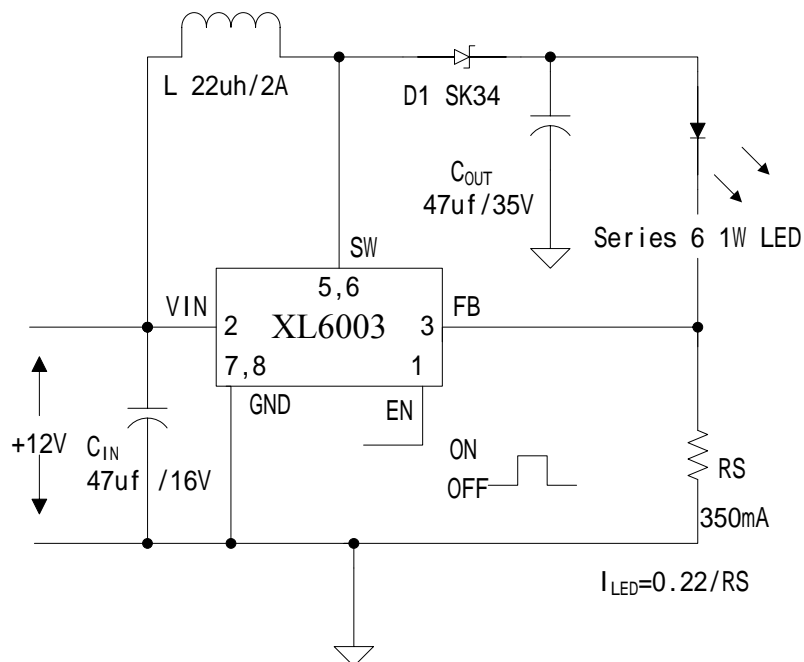 L 22uh/2A
D1 SK34
COUT
47uf/35V
Series 6 1W LED
SW
VIN
5,6
FB
2
XL6003
3
7,8
1
GND
EN
+12V
CIN
47uf /16V
ON
OFF
RS
350mA
ILED=0.22/RS